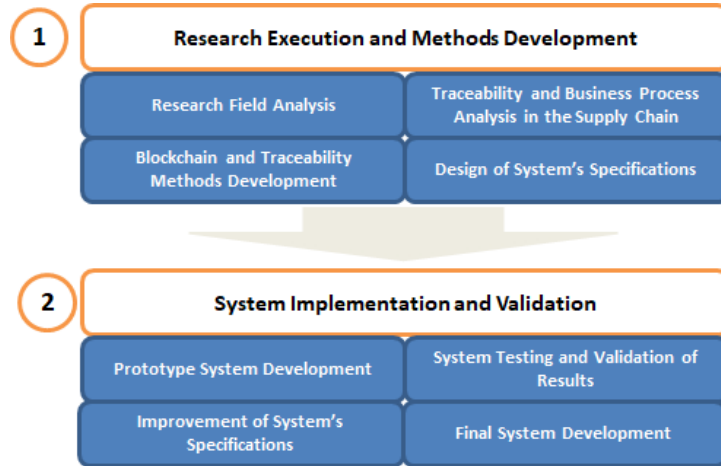 1
Research Execution and Methods Development
Research Field Analysis
Traceability and Business Process
Analysis in the Supply Chain
Blockchain and Traceability
Methods Development
Design of System's Specifications
2
System Implementation and Validation
Prototype System Development
System Testing and Validation of
Results
Improvement of System's
Specifications
Final System Development